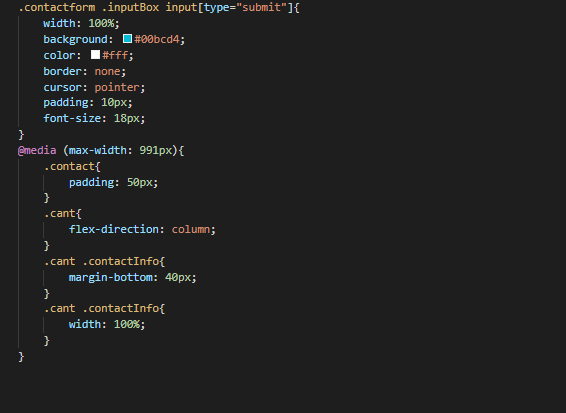 .contactform .inputBox input[type="submit"]{
    width: 100%;
    background: #00bcd4;
    color: #fff;
    border: none;
    cursor: pointer;
    padding: 10px;
    font-size: 18px;
}
@media (max-width: 991px){
    .contact{
        padding: 50px;
    }
    .cant{
        flex-direction: column;
    }
    .cant .contactInfo{
        margin-bottom: 40px;
    }
    .cant .contactInfo{
        width: 100%;
    }
}